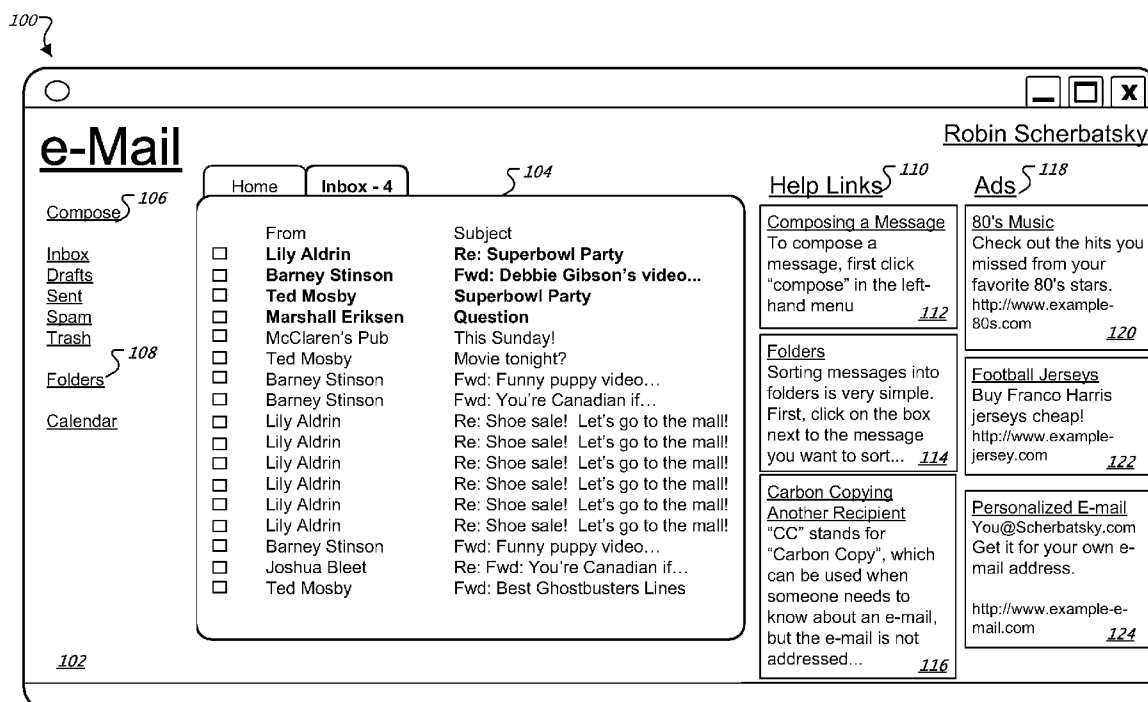 100
e-Mail
Robin Scherbatsky
Compose 106
Inbox
Drafts
Sent
Spam
Trash
108
Folders
Calendar
102
Home Inbox - 4 104
From Subject
Lily Aldrin Re: Superbowl Party
Barney Stinson Fwd: Debbie Gibson's video...
Ted Mosby Superbowl Party
Marshall Eriksen Question
McClaren's Pub This Sunday!
Ted Mosby Movie tonight?
Barney Stinson Fwd: Funny puppy video...
Barney Stinson Fwd: You're Canadian if...
Lily Aldrin Re: Shoe sale! Let's go to the mall!
Lily Aldrin Re: Shoe sale! Let's go to the mall!
Lily Aldrin Re: Shoe sale! Let's go to the mall!
Lily Aldrin Re: Shoe sale! Let's go to the mall!
Lily Aldrin Re: Shoe sale! Let's go to the mall!
Lily Aldrin Re: Shoe sale! Let's go to the mall!
Barney Stinson Fwd: Funny puppy video...
Joshua Bleet Re: Fwd: You're Canadian if...
Ted Mosby Fwd: Best Ghostbusters Lines
Help Links 110
Composing a Message
To compose a
message, first click
"compose" in the left-
hand menu 112
Folders
Sorting messages into
folders is very simple.
First, click on the box
next to the message
you want to sort... 114
Carbon Copying
Another Recipient
"CC" stands for
"Carbon Copy", which
can be used when
someone needs to
know about an e-mail,
but the e-mail is not
addressed... 116
Ads 118
80's Music
Check out the hits you
missed from your
favorite 80's stars.
http://www.example-
80s.com 120
Football Jerseys
Buy Franco Harris
jerseys cheap!
http://www.example-
jersey.com 122
Personalized E-mail
You@Scherbatsky.com
Get it for your own e-
mail address.
http://www.example-e-
mail.com 124